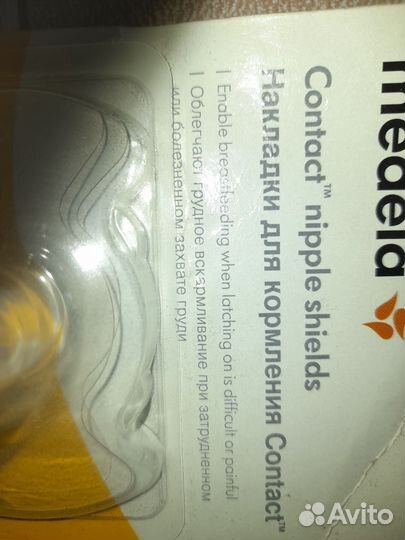 medela
Contact™ nipple shields
Накладки для кормления Contact™
| Enable breastfeeding when latching on is difficult or painful
| Облегчают грудное вскармливание при затрудненном
или болезненном захвате груди
Avito